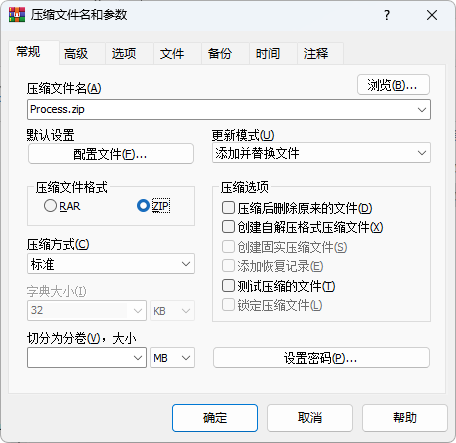 压缩文件名和参数
?
常规 高级 选项 文件 备份 时间 注释
压缩文件名(A)
浏览(B)...
Process.zip
默认设置
配置文件(F)...
更新模式(U)
添加并替换文件
压缩文件格式
RAR ZIP
压缩方式(C)
标准
字典大小(I)
32 KB
切分为分卷(V)，大小
MB
压缩选项
压缩后删除原来的文件(D)
创建自解压格式压缩文件(X)
创建固实压缩文件(S)
添加恢复记录(E)
测试压缩的文件(T)
锁定压缩文件(L)
设置密码(P)...
确定 取消 帮助